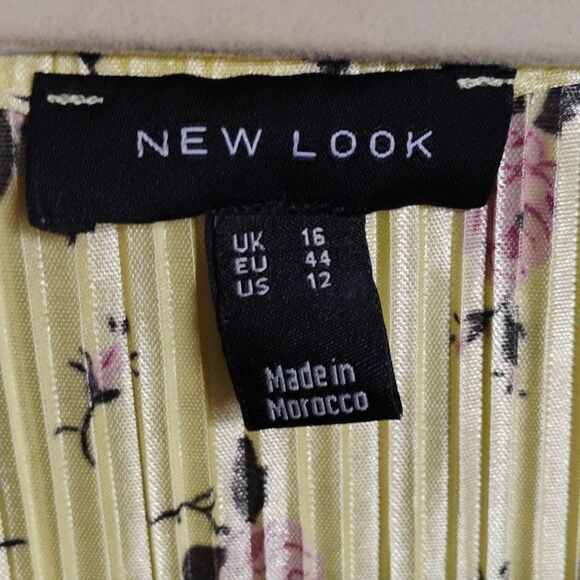 NEW LOOK
UK 16
EU 44
US 12
Made in
Morocco